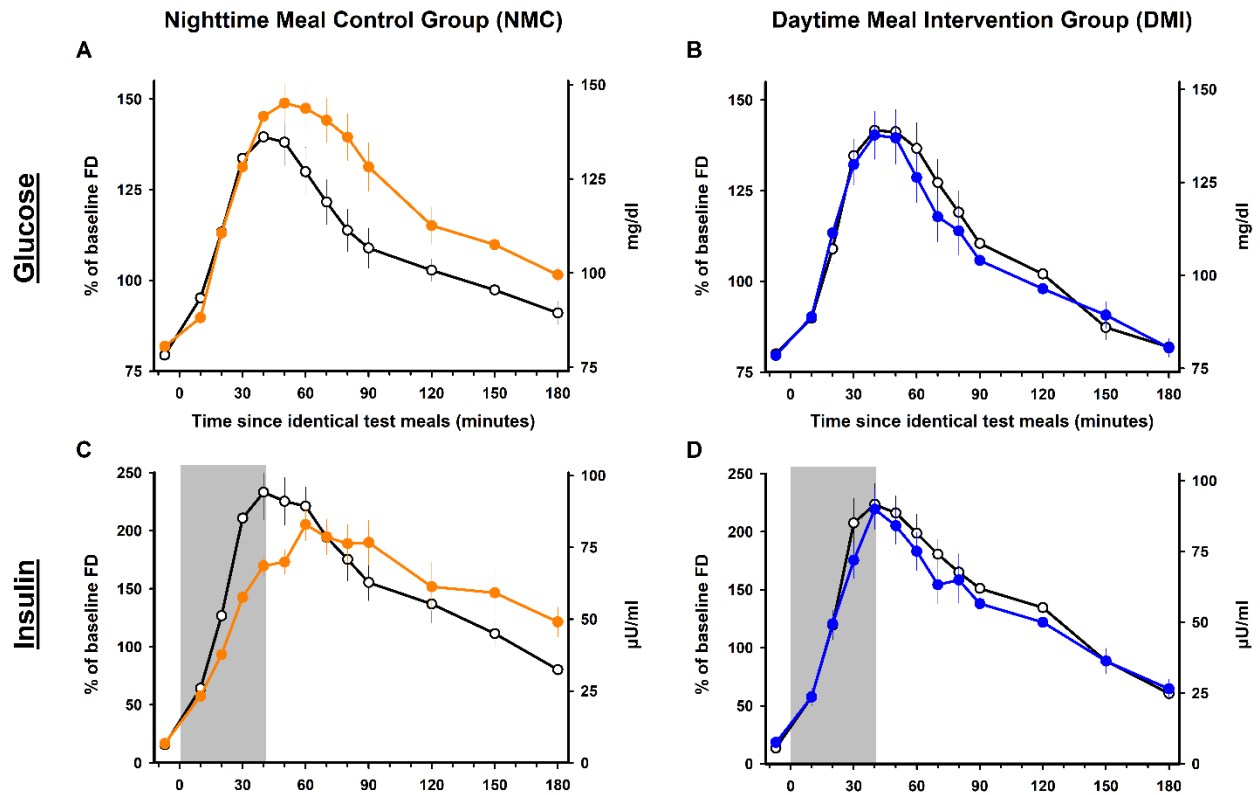 Nighttime Meal Control Group (NMC)
Daytime Meal Intervention Group (DMI)
Glucose
A
150
125
100
75
% of baseline FD
150
125
100
75
mg/dl
0 30 60 90 120 150 180
Time since identical test meals (minutes)
B
150
125
100
75
% of baseline FD
150
125
100
75
mg/dl
0 30 60 90 120 150 180
Time since identical test meals (minutes)
Insulin
C
250
200
150
100
50
0
% of baseline FD
100
75
50
25
0
µU/ml
0 30 60 90 120 150 180
D
250
200
150
100
50
0
% of baseline FD
100
75
50
25
0
µU/ml
0 30 60 90 120 150 180